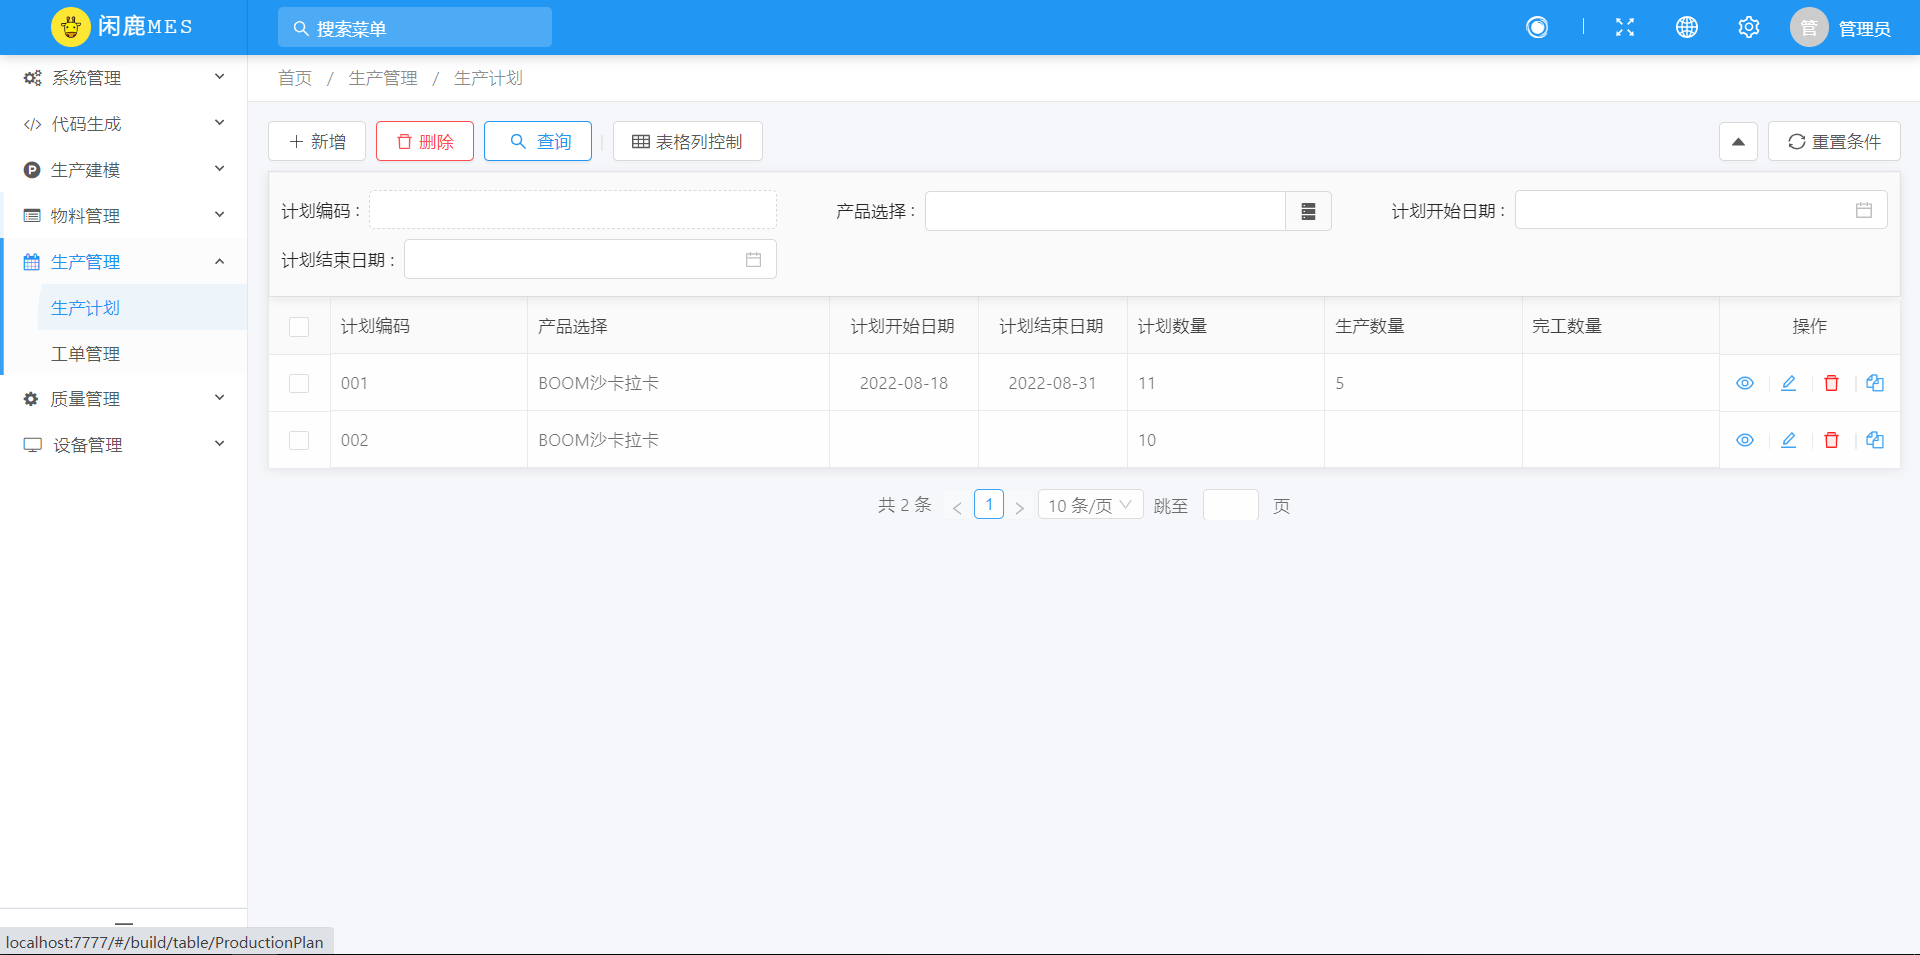 闲鹿MES
搜索菜单
管
管理员
系统管理
代码生成
生产建模
物料管理
生产管理
生产计划
工单管理
质量管理
设备管理
首页 / 生产管理 / 生产计划
新增
删除
查询
表格列控制
重置条件
计划编码 :
产品选择 :
计划开始日期 :
计划结束日期 :
计划编码 产品选择 计划开始日期 计划结束日期 计划数量 生产数量 完工数量 操作
001 BOOM沙卡拉卡 2022-08-18 2022-08-31 11 5
002 BOOM沙卡拉卡 10
共 2 条 < 1 > 10 条/页 跳至 页
localhost:7777/#/build/table/ProductionPlan